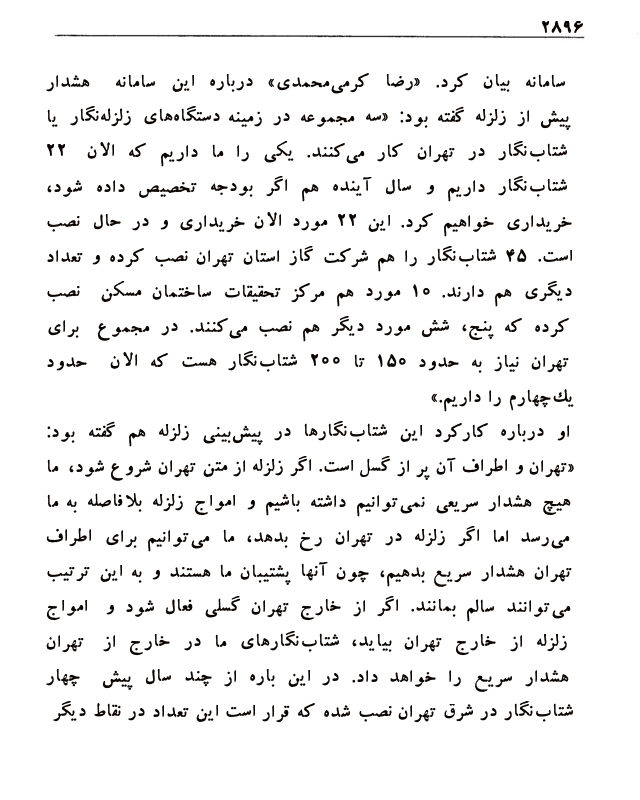 ۲۸۹۶
سامانه بیان کرد. «رضا کرمی‌محمدی» درباره این سامانه هشدار
پیش از زلزله گفته بود: «سه مجموعه در زمینه دستگاه‌های زلزله‌نگار یا
شتاب‌نگار در تهران کار می‌کنند. یکی را ما داریم که الان ۲۲
شتاب‌نگار داریم و سال آینده هم اگر بودجه تخصیص داده شود،
خریداری خواهیم کرد. این ۲۲ مورد الان خریداری و در حال نصب
است. ۴۵ شتاب‌نگار را هم شرکت گاز استان تهران نصب کرده و تعداد
دیگری هم دارند. ۱۰ مورد هم مرکز تحقیقات ساختمان مسکن نصب
کرده که پنج، شش مورد دیگر هم نصب می‌کنند. در مجموع برای
تهران نیاز به حدود ۱۵۰ تا ۲۰۰ شتاب‌نگار هست که الان حدود
یك‌چهارم را داریم.»
او درباره کارکرد این شتاب‌نگارها در پیش‌بینی زلزله هم گفته بود:
«تهران و اطراف آن پر از گسل است. اگر زلزله از متن تهران شروع شود، ما
هیچ هشدار سریعی نمی‌توانیم داشته باشیم و امواج زلزله بلافاصله به ما
می‌رسد اما اگر زلزله در تهران رخ بدهد، ما می‌توانیم برای اطراف
تهران هشدار سریع بدهیم، چون آنها پشتیبان ما هستند و به این ترتیب
می‌توانند سالم بمانند. اگر از خارج تهران گسلی فعال شود و امواج
زلزله از خارج تهران بیاید، شتاب‌نگارهای ما در خارج از تهران
هشدار سریع را خواهد داد. در این باره از چند سال پیش چهار
شتاب‌نگار در شرق تهران نصب شده که قرار است این تعداد در نقاط دیگر